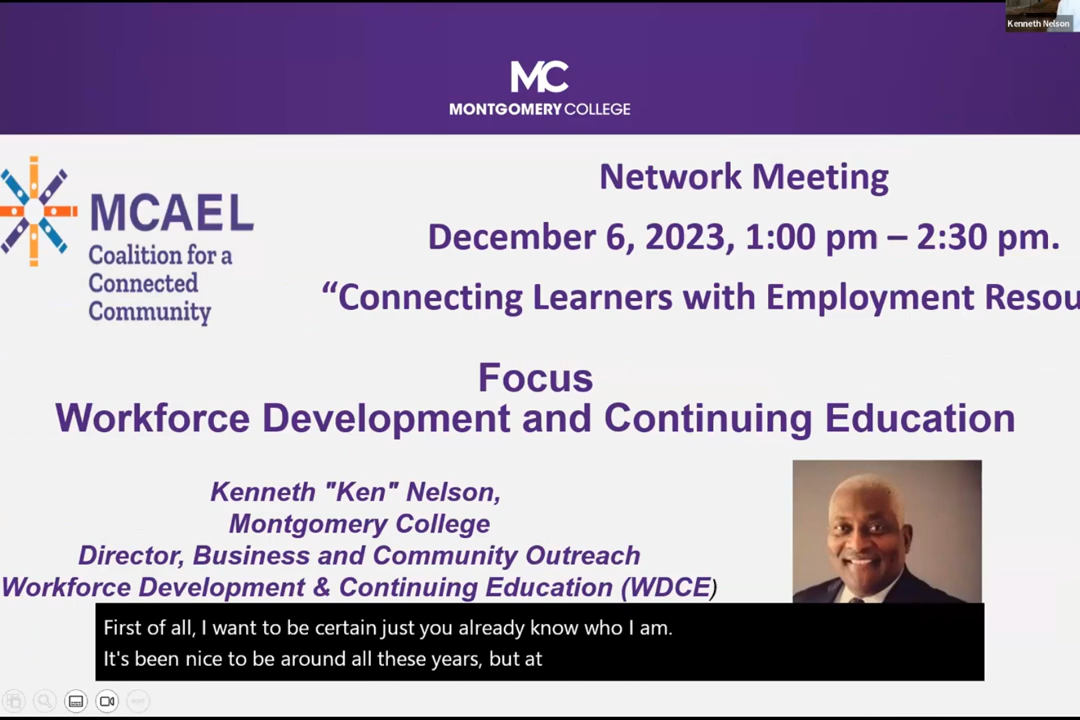 Kenneth Nelson
MC
MONTGOMERY COLLEGE
MCAEL
Coalition for a
Connected
Community
Network Meeting
December 6, 2023, 1:00 pm – 2:30 pm.
“Connecting Learners with Employment Resou
Focus
Workforce Development and Continuing Education
Kenneth "Ken" Nelson,
Montgomery College
Director, Business and Community Outreach
Workforce Development & Continuing Education (WDCE)
First of all, I want to be certain just you already know who I am.
It's been nice to be around all these years, but at